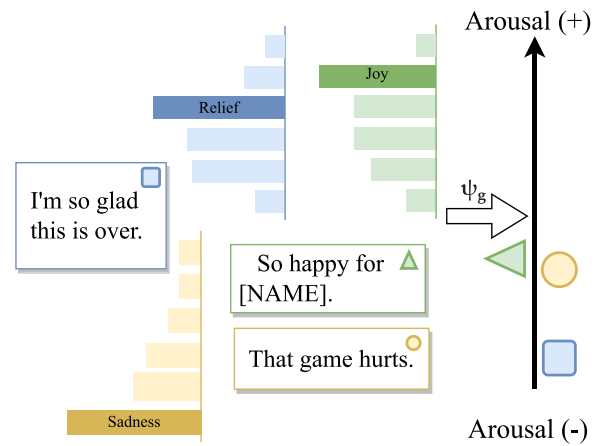 Arousal (+)
Joy
Relief
ψg
I'm so glad
this is over.
So happy for
[NAME].
That game hurts.
Sadness
Arousal (-)